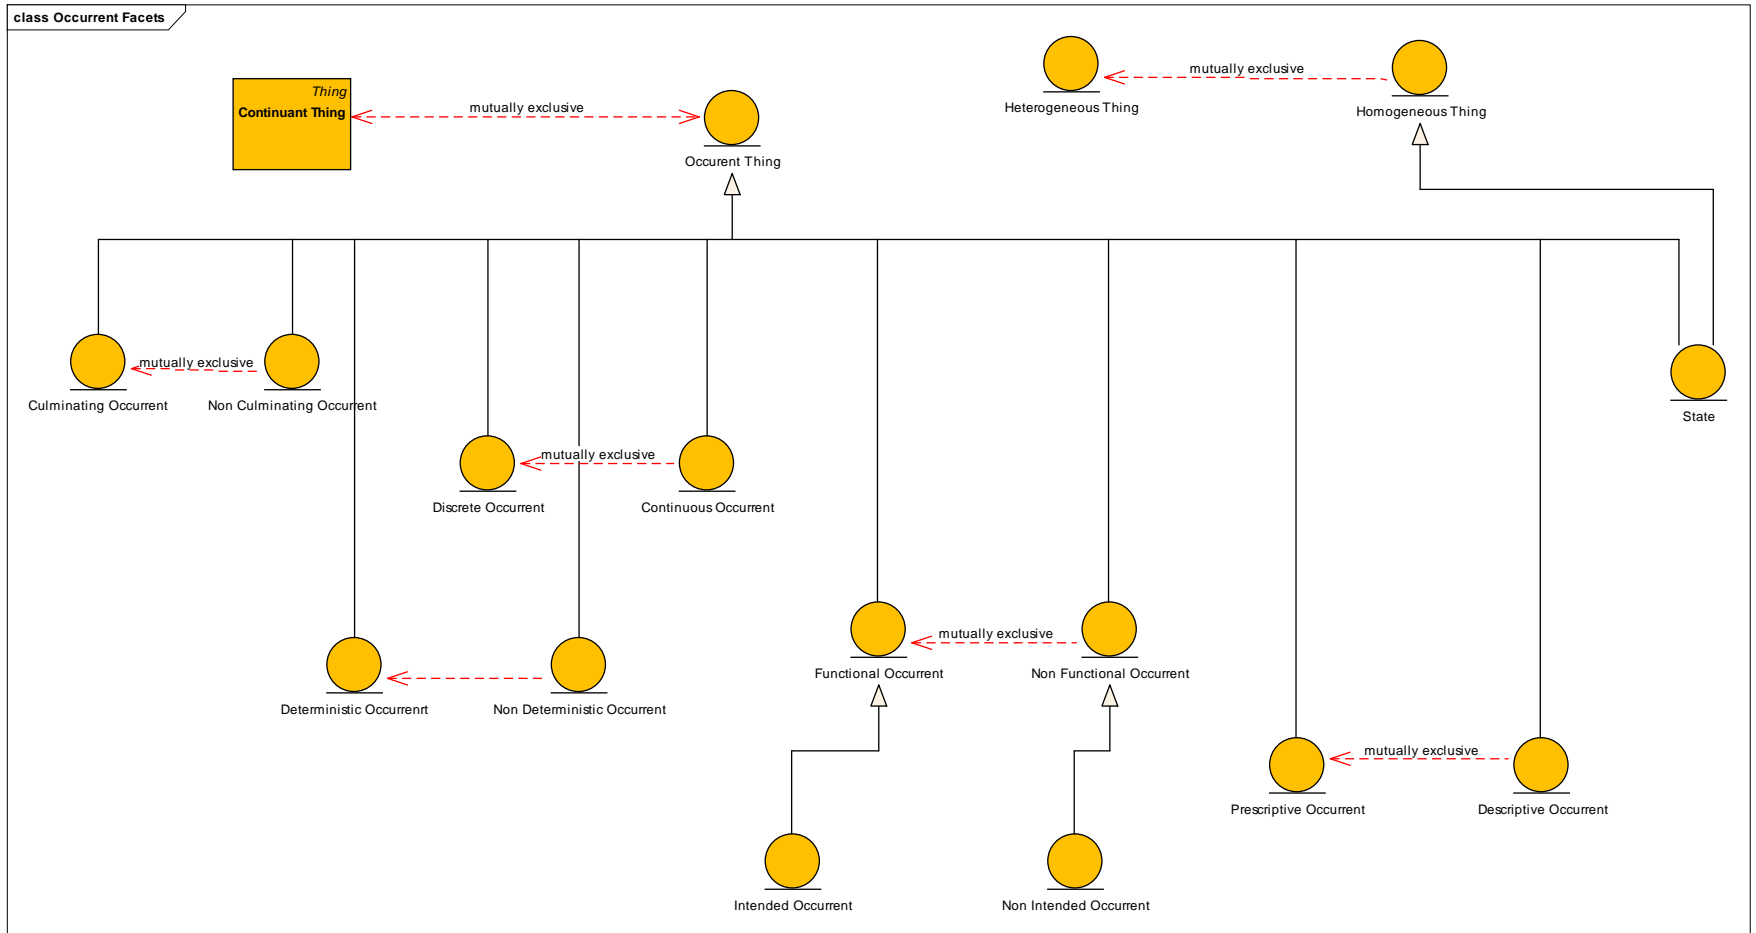 class Occurrent Facets
Thing
Continuant Thing
mutually exclusive
Occurent Thing
mutually exclusive
Heterogeneous Thing
Homogeneous Thing
mutually exclusive
Culminating Occurrent
Non Culminating Occurrent
State
mutually exclusive
Discrete Occurrent
Continuous Occurrent
mutually exclusive
Functional Occurrent
Non Functional Occurrent
Deterministic Occurrenrt
Non Deterministic Occurrent
mutually exclusive
Prescriptive Occurrent
Descriptive Occurrent
Intended Occurrent
Non Intended Occurrent